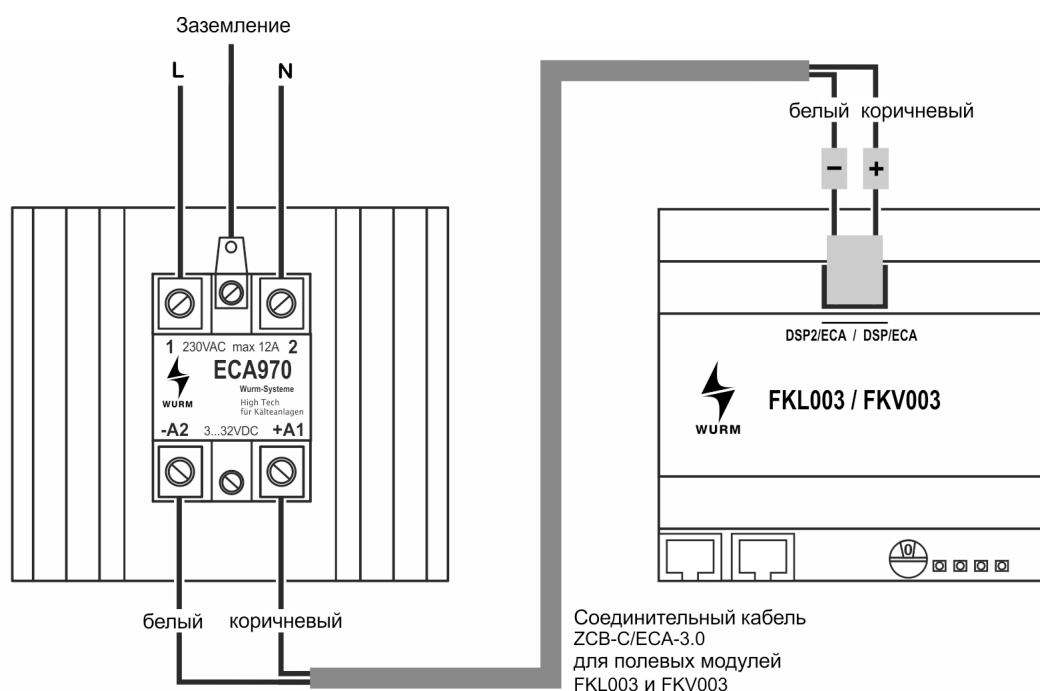 Заземление
L N
белый коричневый
– +
1 230VAC max 12A 2
ECA970
Wurm-Systeme
WURM
High Tech
für Kälteanlagen
-A2 3...32VDC +A1
DSP2/ECA / DSP/ECA
FKL003 / FKV003
WURM
0
белый коричневый
Соединительный кабель
ZCB-C/ECA-3.0
для полевых модулей
FKL003 и FKV003